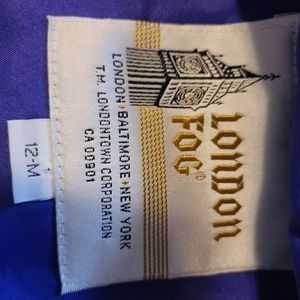 LONDON
FOG®
LONDON•BALTIMORE•NEW YORK
T.M. LONDONTOWN CORPORATION
CA 00901
12-M